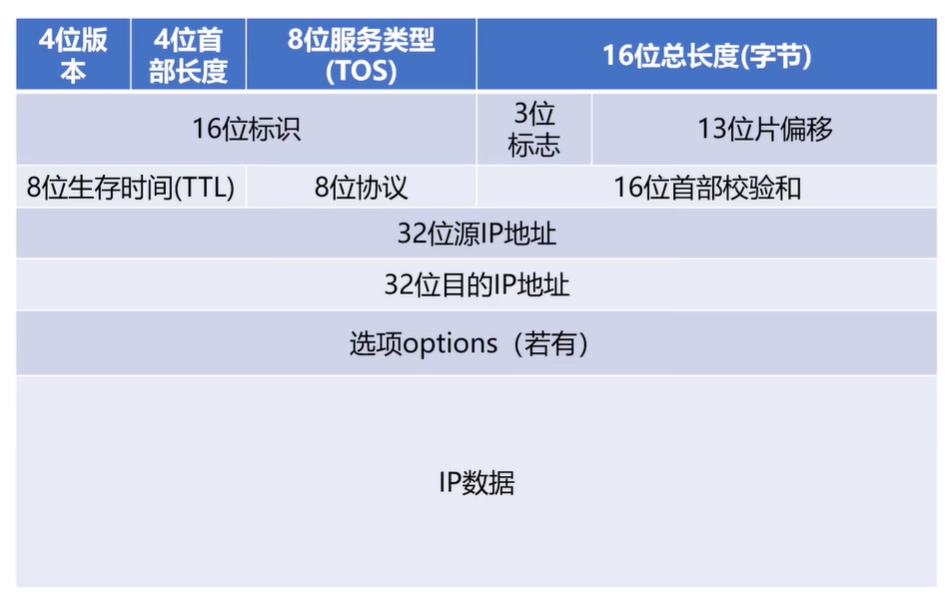 4位版
本
4位首
部长度
8位服务类型
(TOS)
16位总长度(字节)
16位标识
3位
标志
13位片偏移
8位生存时间(TTL)
8位协议
16位首部校验和
32位源IP地址
32位目的IP地址
选项options（若有）
IP数据